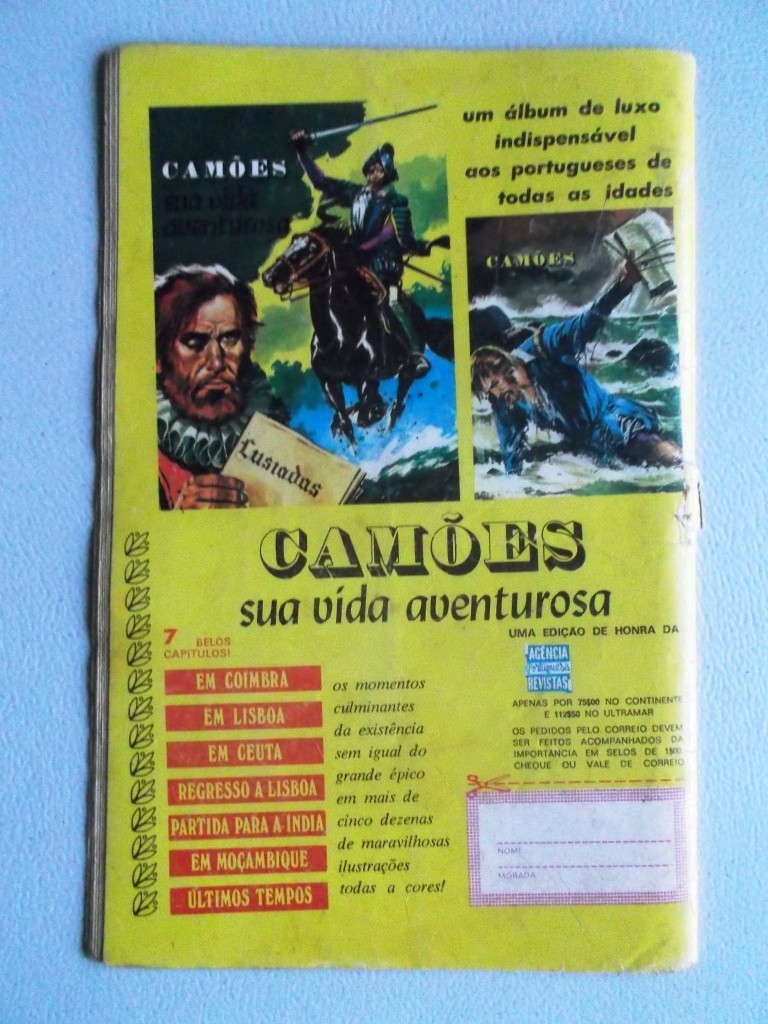 um álbum de luxo
indispensável
aos portugueses de
todas as idades
CAMÕES
sua vida
aventurosa
Lusiadas
CAMÕES
CAMÕES
sua vida aventurosa
7 BELOS
CAPÍTULOS!
EM COIMBRA
EM LISBOA
EM CEUTA
REGRESSO A LISBOA
PARTIDA PARA A ÍNDIA
EM MOÇAMBIQUE
ÚLTIMOS TEMPOS
os momentos
culminantes
da existência
sem igual do
grande épico
em mais de
cinco dezenas
de maravilhosas
ilustrações
todas a cores!
UMA EDIÇÃO DE HONRA DA
AGÊNCIA
Portuguesa
REVISTAS
APENAS POR 75$00 NO CONTINENTE
E 112$50 NO ULTRAMAR
OS PEDIDOS PELO CORREIO DEVEM
SER FEITOS ACOMPANHADOS DA
IMPORTÂNCIA EM SELOS DE 1$00,
CHEQUE OU VALE DE CORREIO
NOME
MORADA